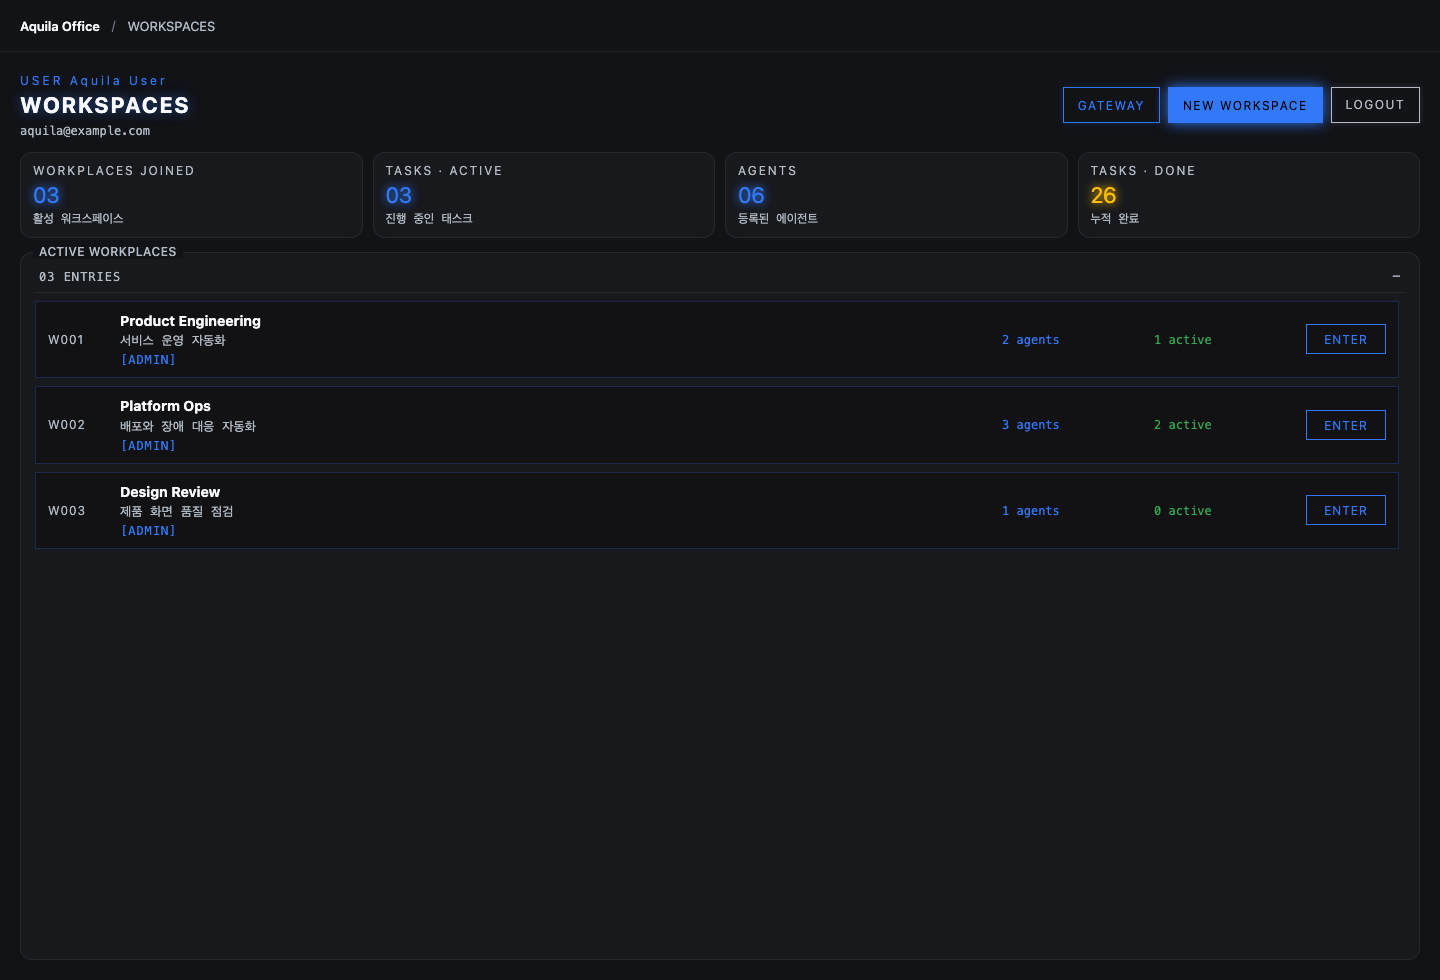 Aquila Office / WORKSPACES
USER Aquila User
WORKSPACES
aquila@example.com
GATEWAY
NEW WORKSPACE
LOGOUT
WORKPLACES JOINED
03
활성 워크스페이스
TASKS · ACTIVE
03
진행 중인 태스크
AGENTS
06
등록된 에이전트
TASKS · DONE
26
누적 완료
ACTIVE WORKPLACES
03 ENTRIES
—
W001
Product Engineering
서비스 운영 자동화
[ADMIN]
2 agents
1 active
ENTER
W002
Platform Ops
배포와 장애 대응 자동화
[ADMIN]
3 agents
2 active
ENTER
W003
Design Review
제품 화면 품질 점검
[ADMIN]
1 agents
0 active
ENTER